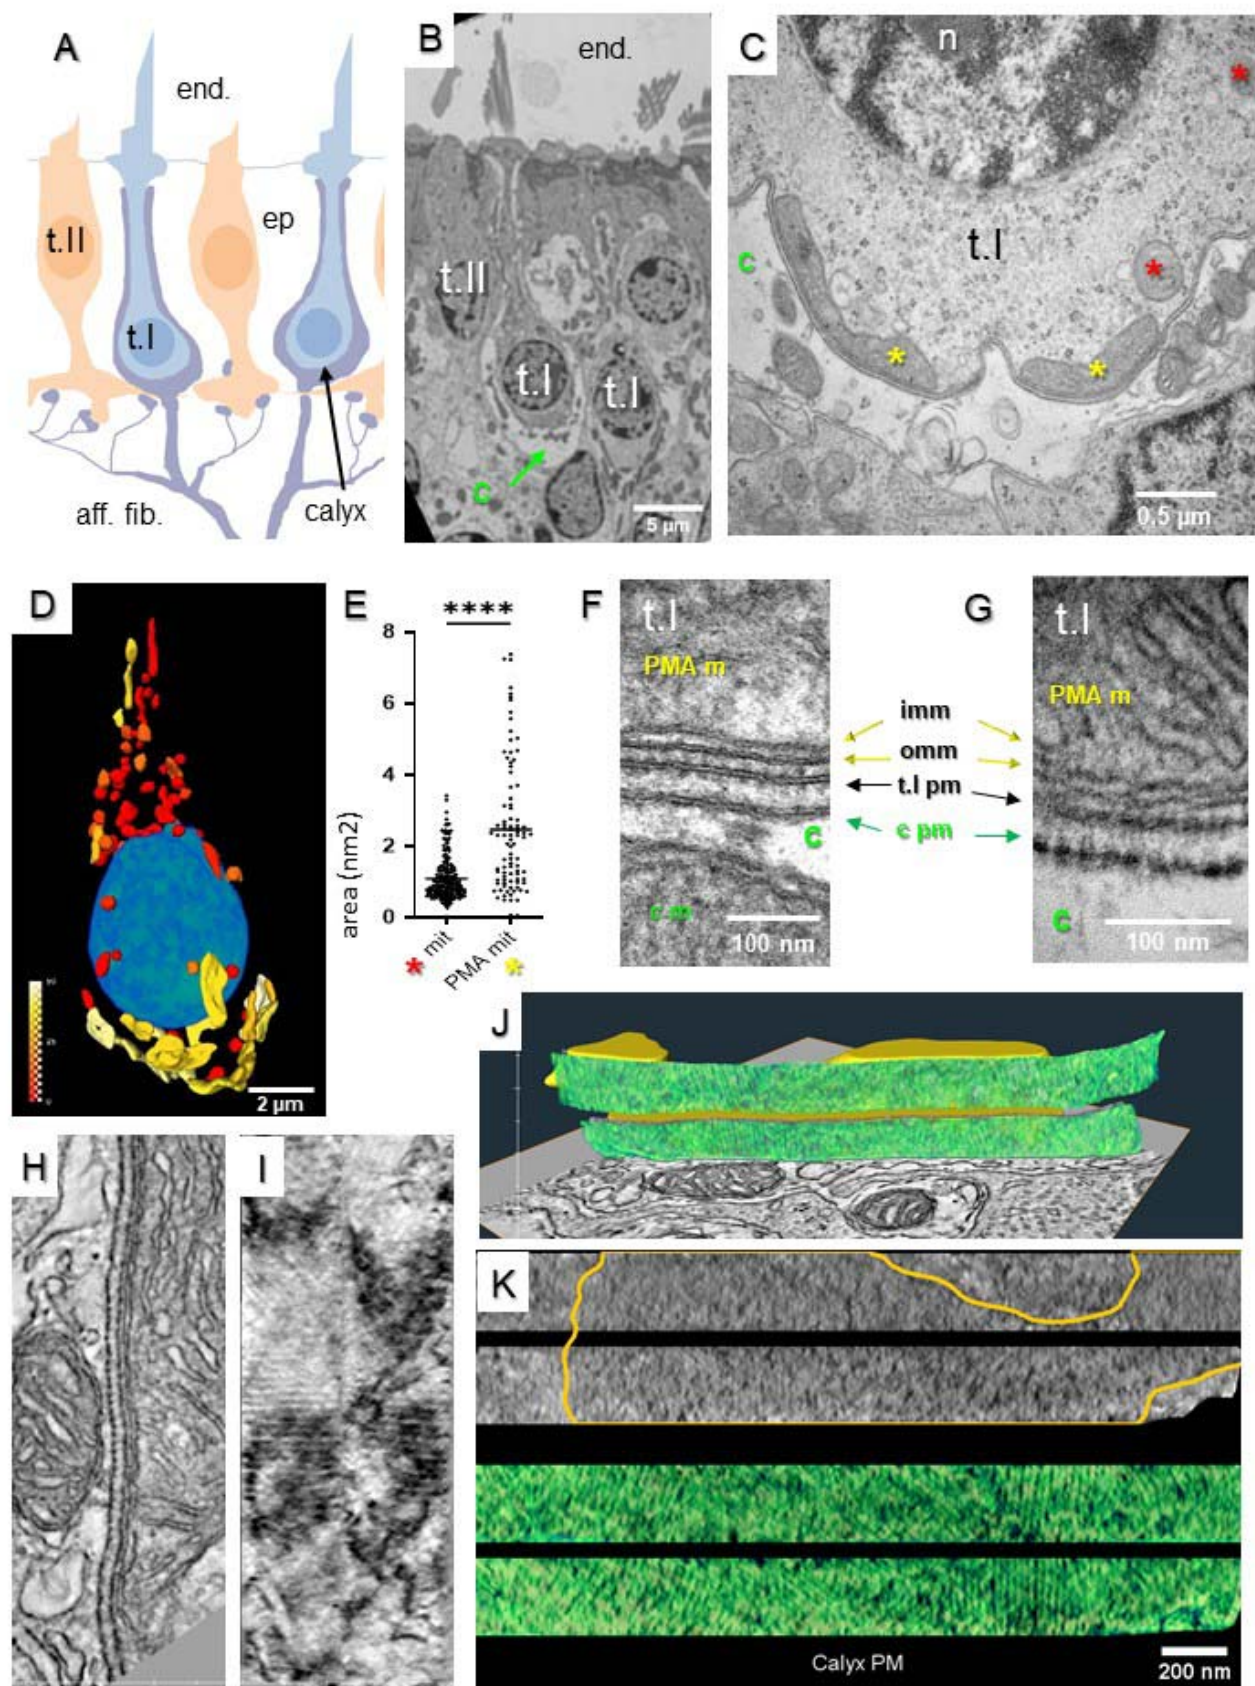 A
end.
t.II
ep
t.I
aff. fib.
calyx
B
end.
t.II
t.I
t.I
c
5 µm
C
n
*
t.I
c
*
*
*
0.5 µm
D
2 µm
E
****
area (nm2)
8
6
4
2
0
* mit
PMA mit *
F
t.I
PMA m
c
c m
100 nm
imm
omm
t.I pm
c pm
G
t.I
PMA m
c
100 nm
H
I
J
K
Calyx PM
200 nm